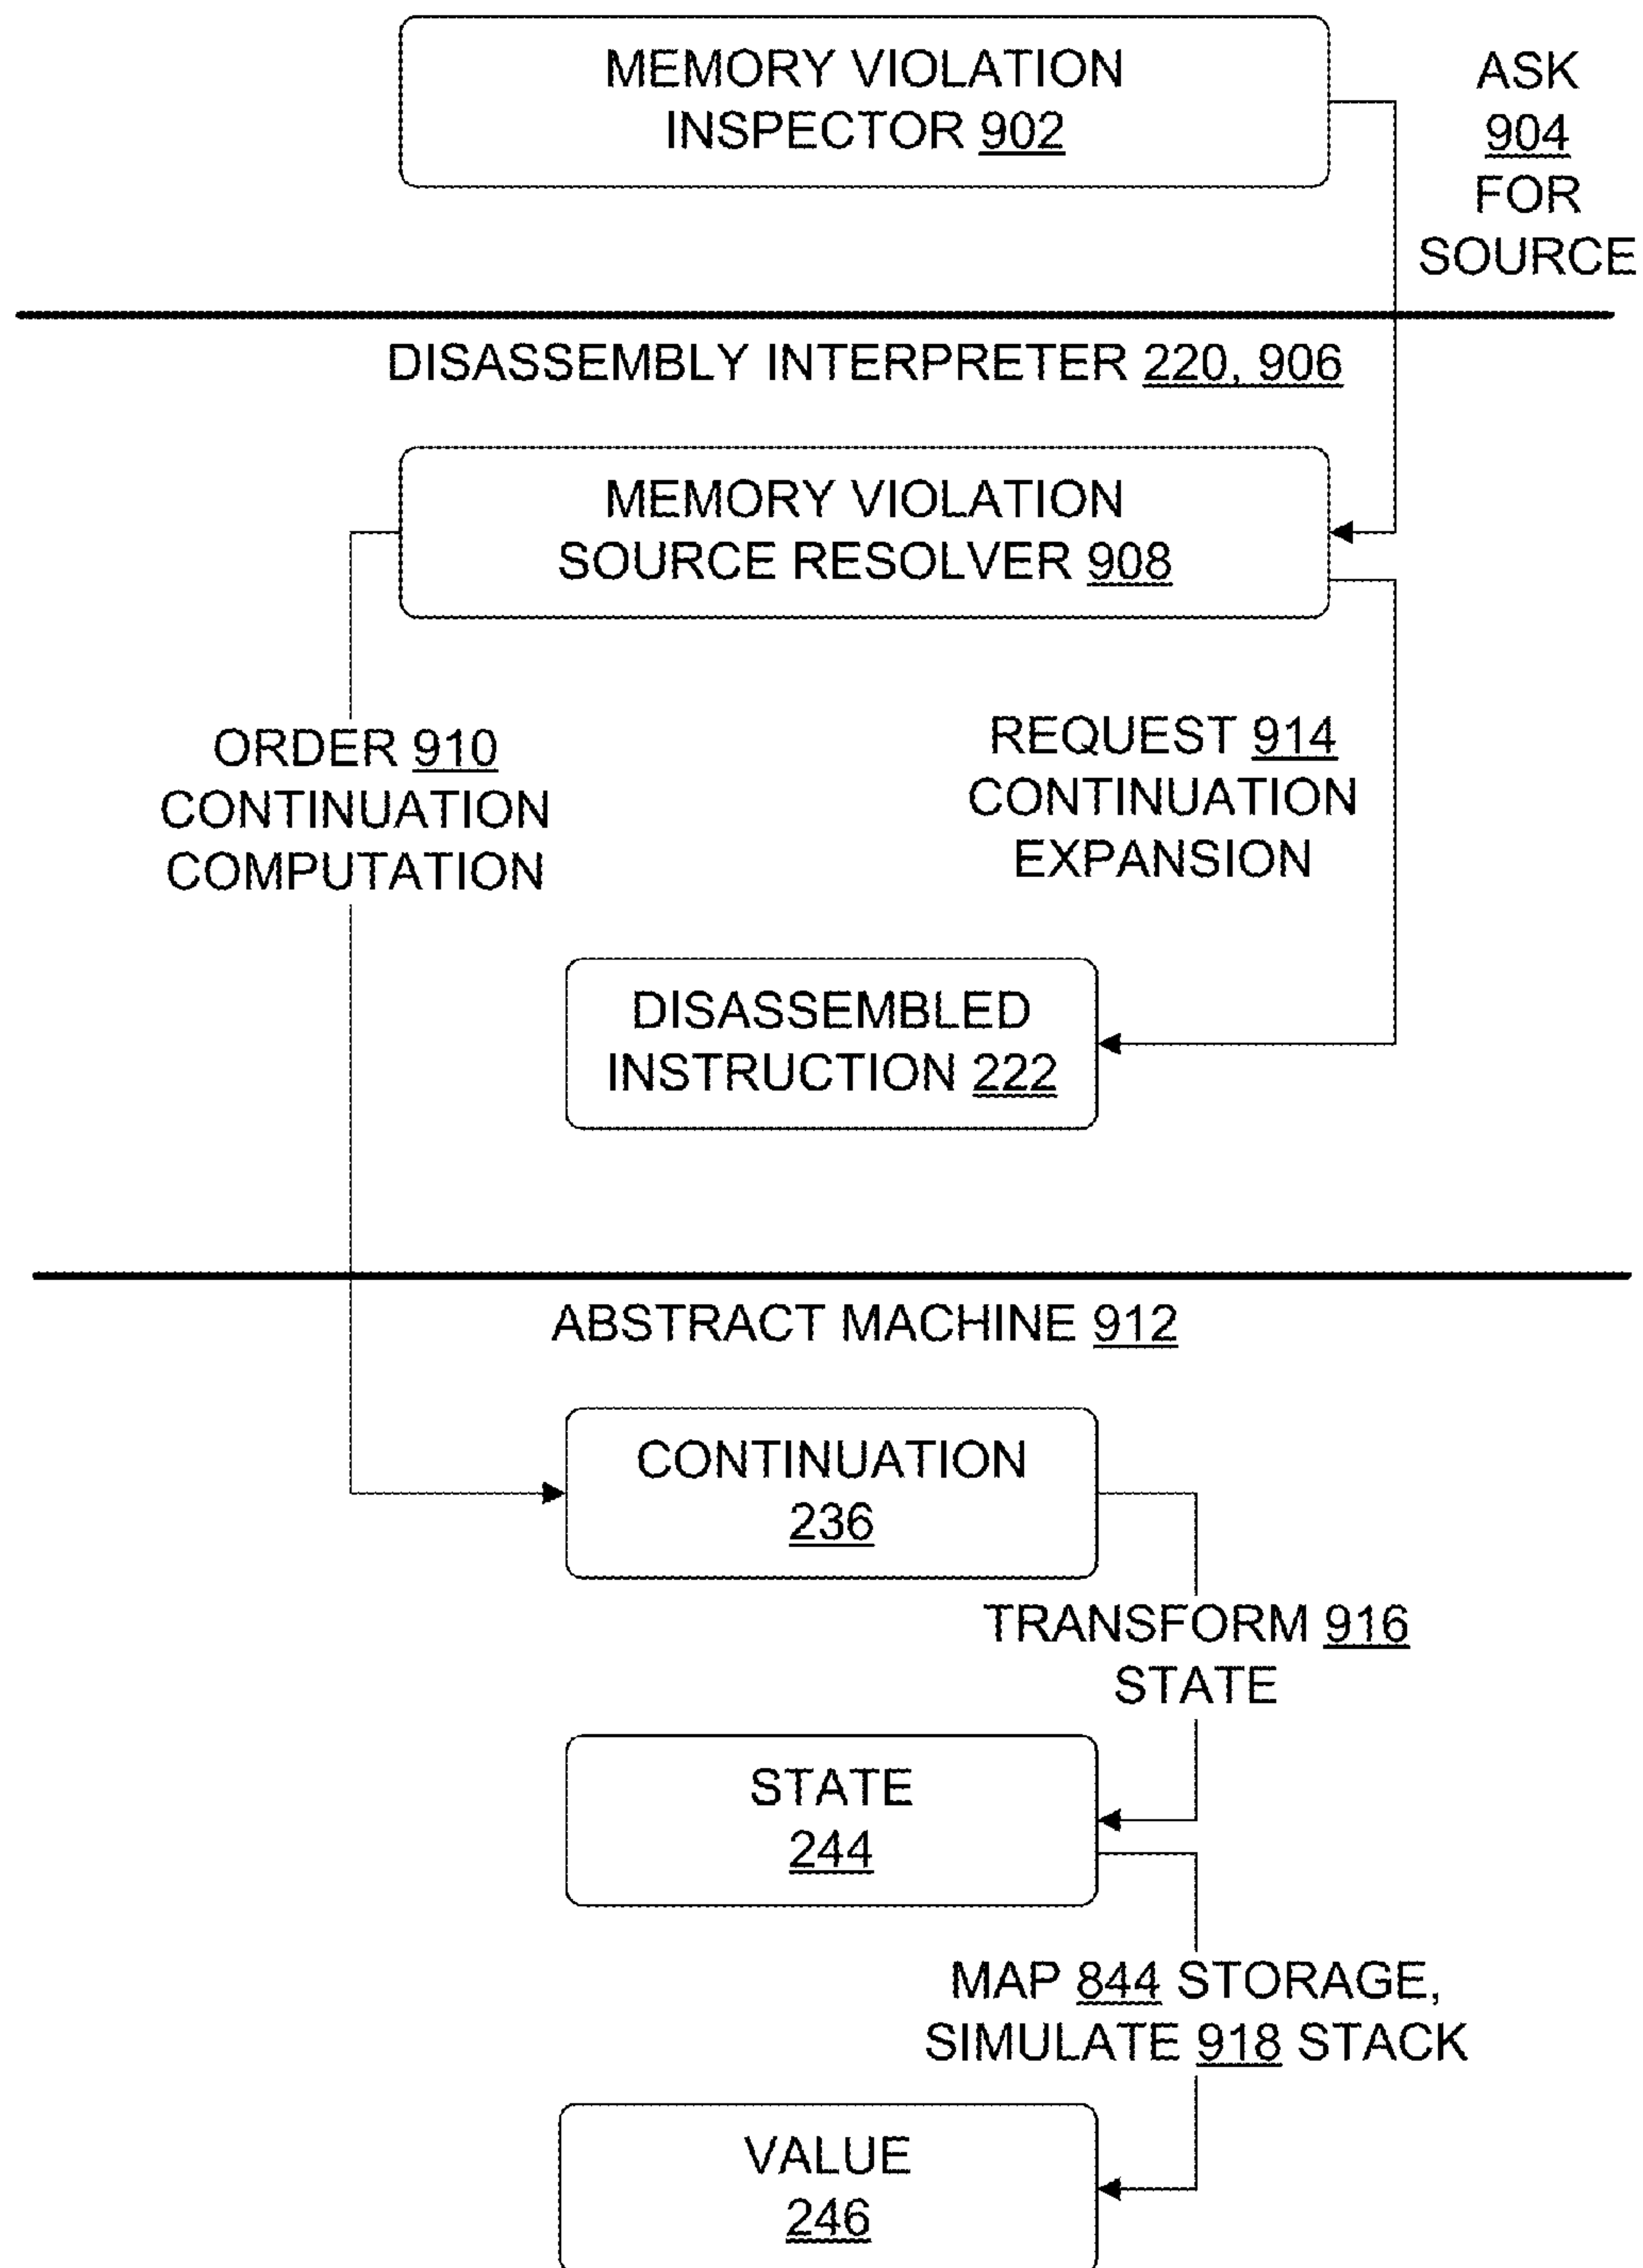 MEMORY VIOLATION
INSPECTOR 902
ASK
904
FOR
SOURCE
DISASSEMBLY INTERPRETER 220, 906
MEMORY VIOLATION
SOURCE RESOLVER 908
ORDER 910
CONTINUATION
COMPUTATION
REQUEST 914
CONTINUATION
EXPANSION
DISASSEMBLED
INSTRUCTION 222
ABSTRACT MACHINE 912
CONTINUATION
236
TRANSFORM 916
STATE
STATE
244
MAP 844 STORAGE,
SIMULATE 918 STACK
VALUE
246